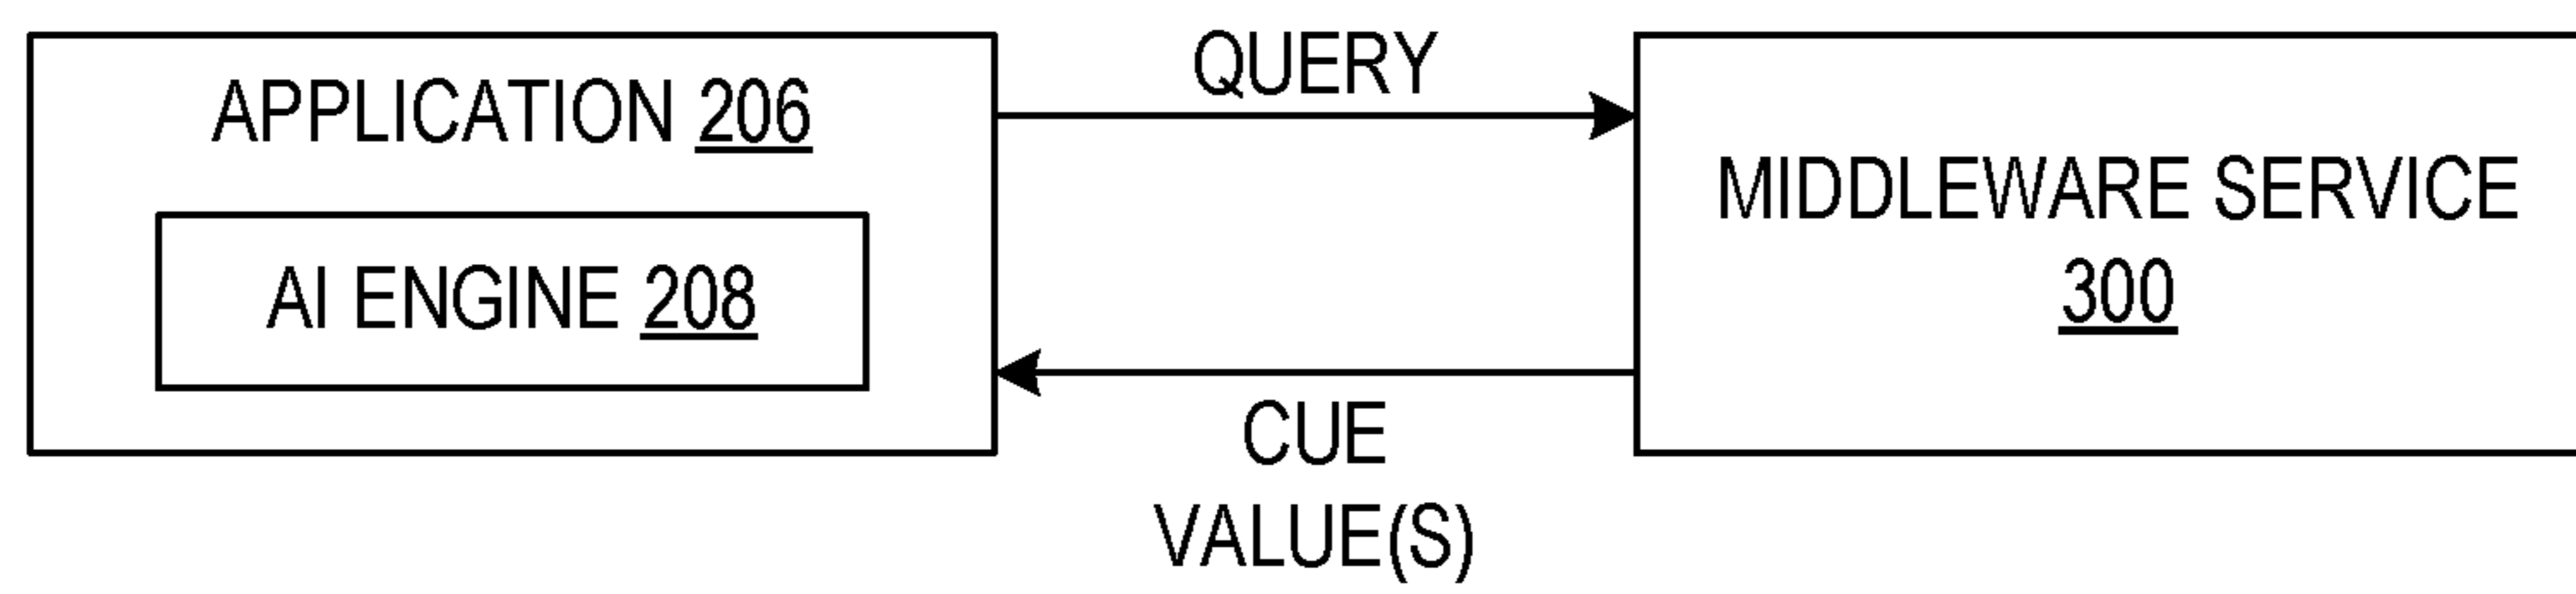 APPLICATION 206
AI ENGINE 208
QUERY
CUE
VALUE(S)
MIDDLEWARE SERVICE
300